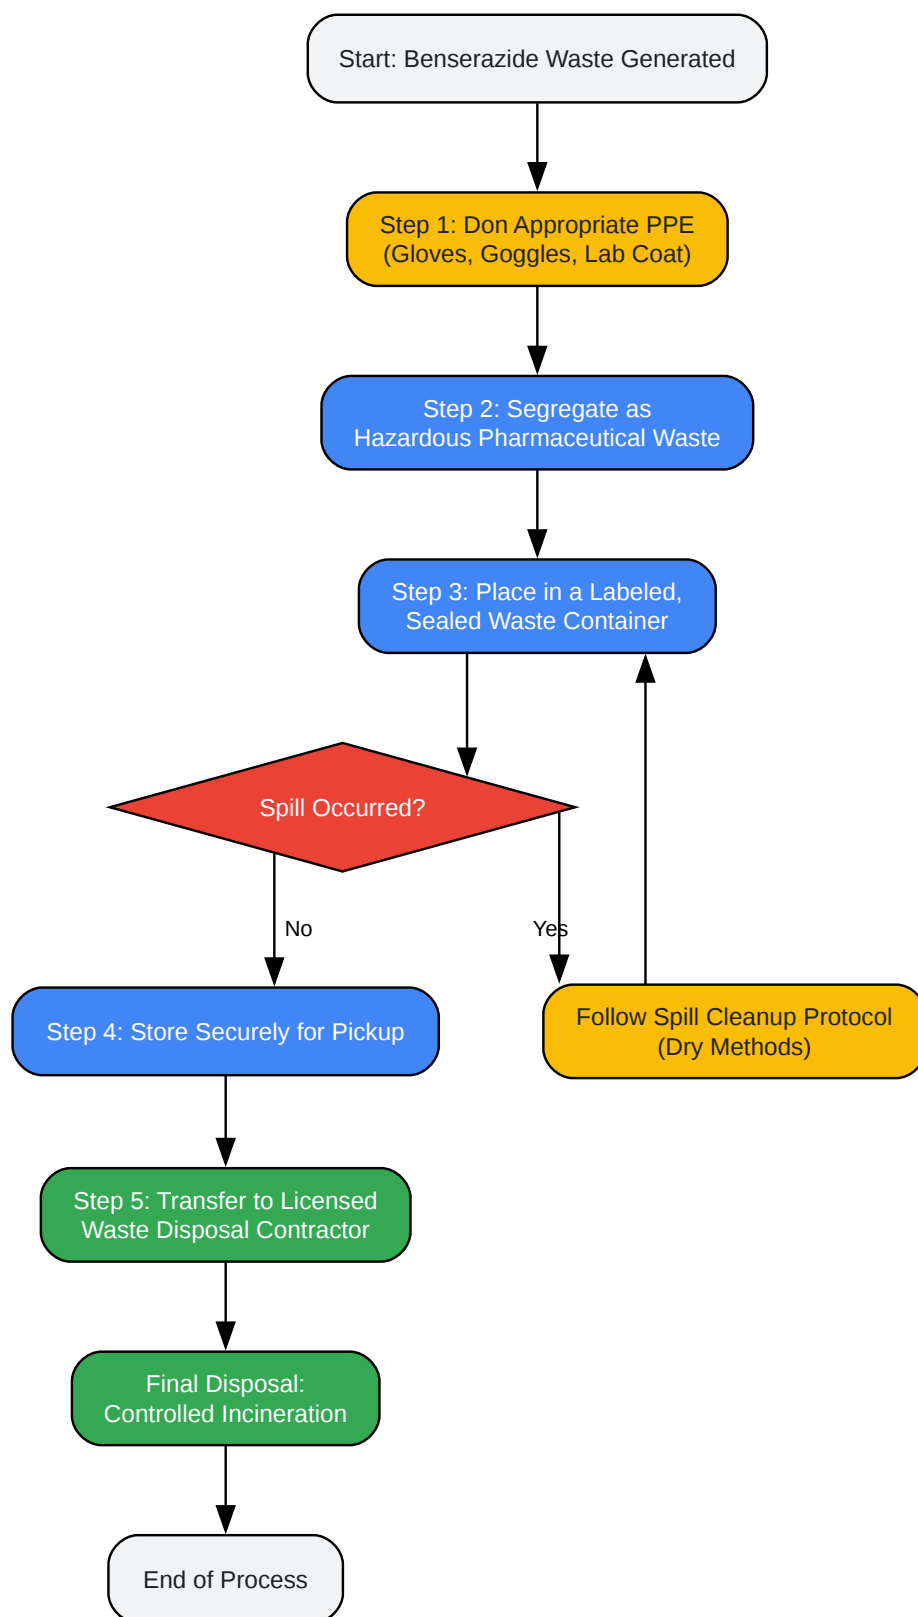 Start: Benserazide Waste Generated
Step 1: Don Appropriate PPE
(Gloves, Goggles, Lab Coat)
Step 2: Segregate as
Hazardous Pharmaceutical Waste
Step 3: Place in a Labeled,
Sealed Waste Container
Spill Occurred?
No
Yes
Step 4: Store Securely for Pickup
Follow Spill Cleanup Protocol
(Dry Methods)
Step 5: Transfer to Licensed
Waste Disposal Contractor
Final Disposal:
Controlled Incineration
End of Process